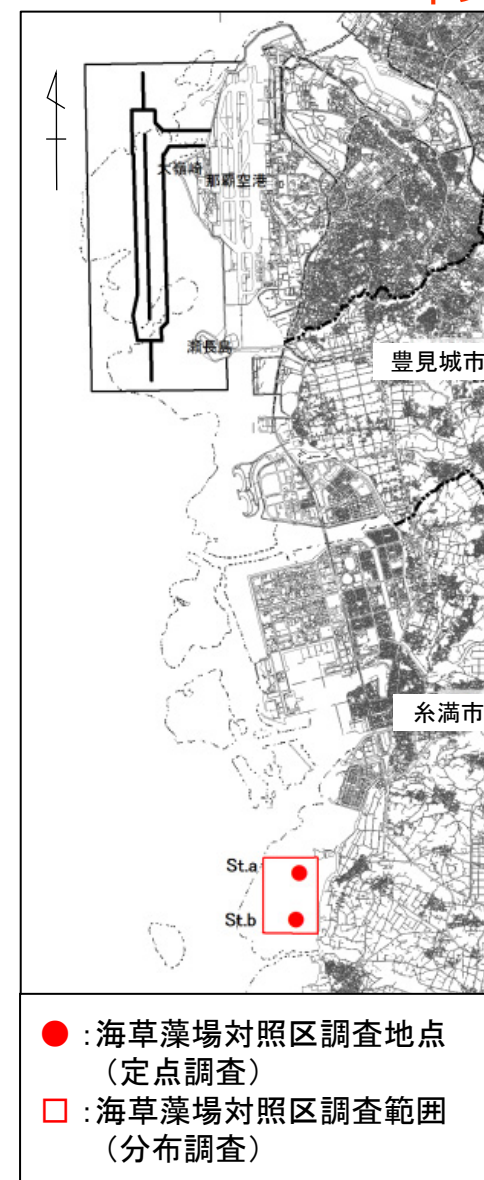 大嶺崎
那覇空港
瀬長島
豊見城市
糸満市
St.a
St.b
●:海草藻場対照区調査地点
(定点調査)
□:海草藻場対照区調査範囲
(分布調査)